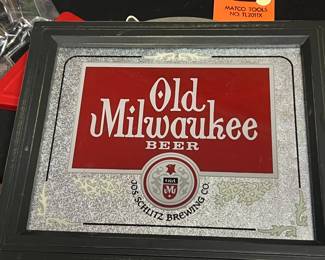 MATCO TOOLS
NO. TL2011X
Old
Milwaukee
BEER
JOS. SCHLITZ BREWING CO.